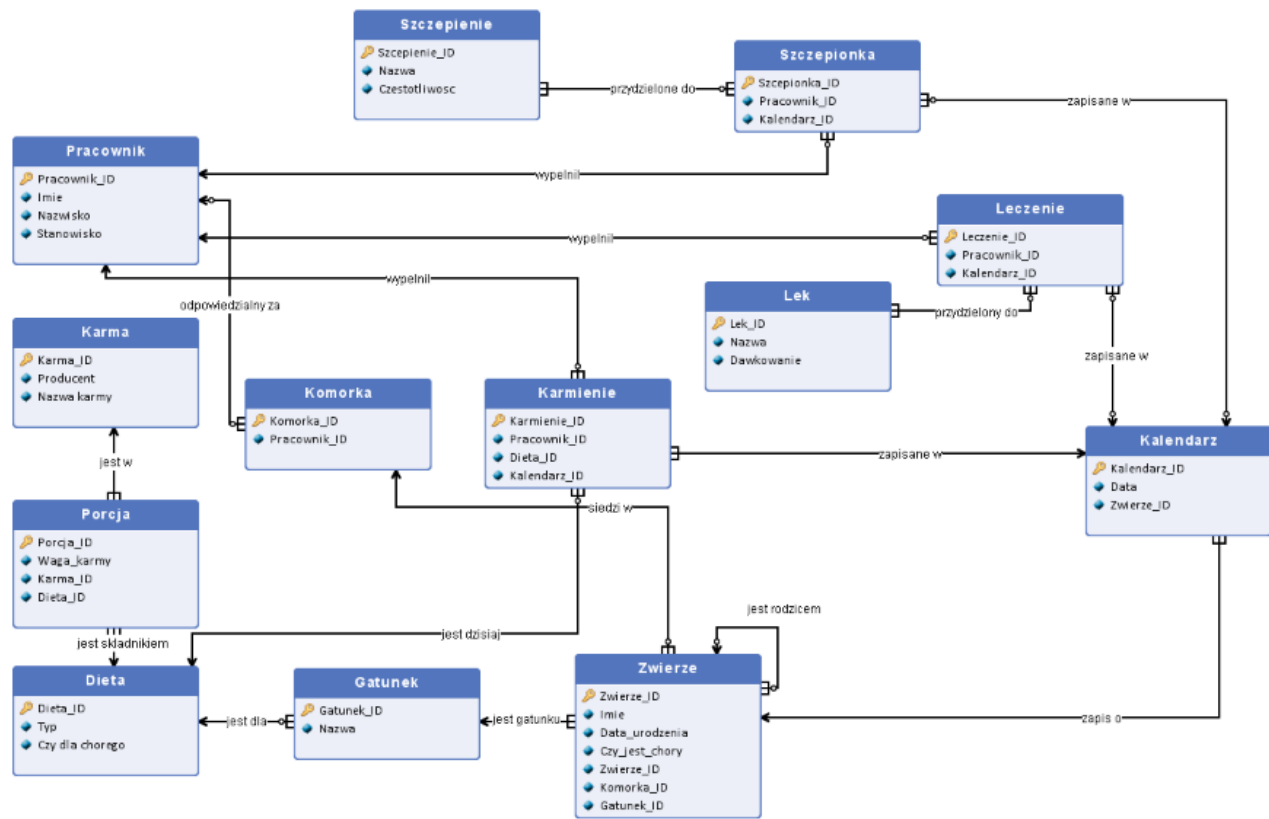 Szczepienie
Szcepienie_ID
Nazwa
Czestotliwosc
przydzielone do
Szczepionka
Szcepionka_ID
Pracownik_ID
Kalendarz_ID
zapisane w
Pracownik
Pracownik_ID
Imie
Nazwisko
Stanowisko
wypelnil
wypelnil
wypelnil
odpowiedzialny za
Leczenie
Leczenie_ID
Pracownik_ID
Kalendarz_ID
Lek
Lek_ID
Nazwa
Dawkowanie
przydzielony do
zapisane w
Karma
Karma_ID
Producent
Nazwa karmy
jest w
Komorka
Komorka_ID
Pracownik_ID
Karmienie
Karmienie_ID
Pracownik_ID
Dieta_ID
Kalendarz_ID
zapisane w
Kalendarz
Kalendarz_ID
Data
Zwierze_ID
siedzi w
Porcja
Porcja_ID
Waga_karmy
Karma_ID
Dieta_ID
jest skladnikiem
jest dzisiaj
jest rodzicem
Dieta
Dieta_ID
Typ
Czy dla chorego
jest dla
Gatunek
Gatunek_ID
Nazwa
jest gatunku
Zwierze
Zwierze_ID
Imie
Data_urodzenia
Czy_jest_chory
Zwierze_ID
Komorka_ID
Gatunek_ID
zapis o